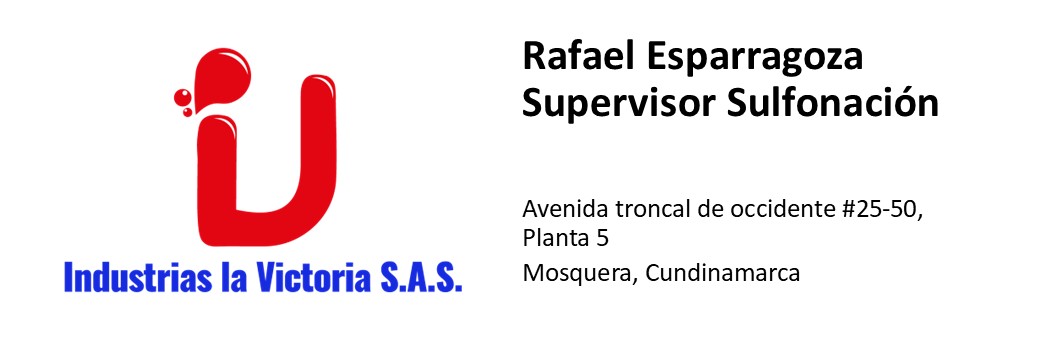 Industrias la Victoria S.A.S.
Rafael Esparragoza
Supervisor Sulfonación
Avenida troncal de occidente #25-50,
Planta 5
Mosquera, Cundinamarca